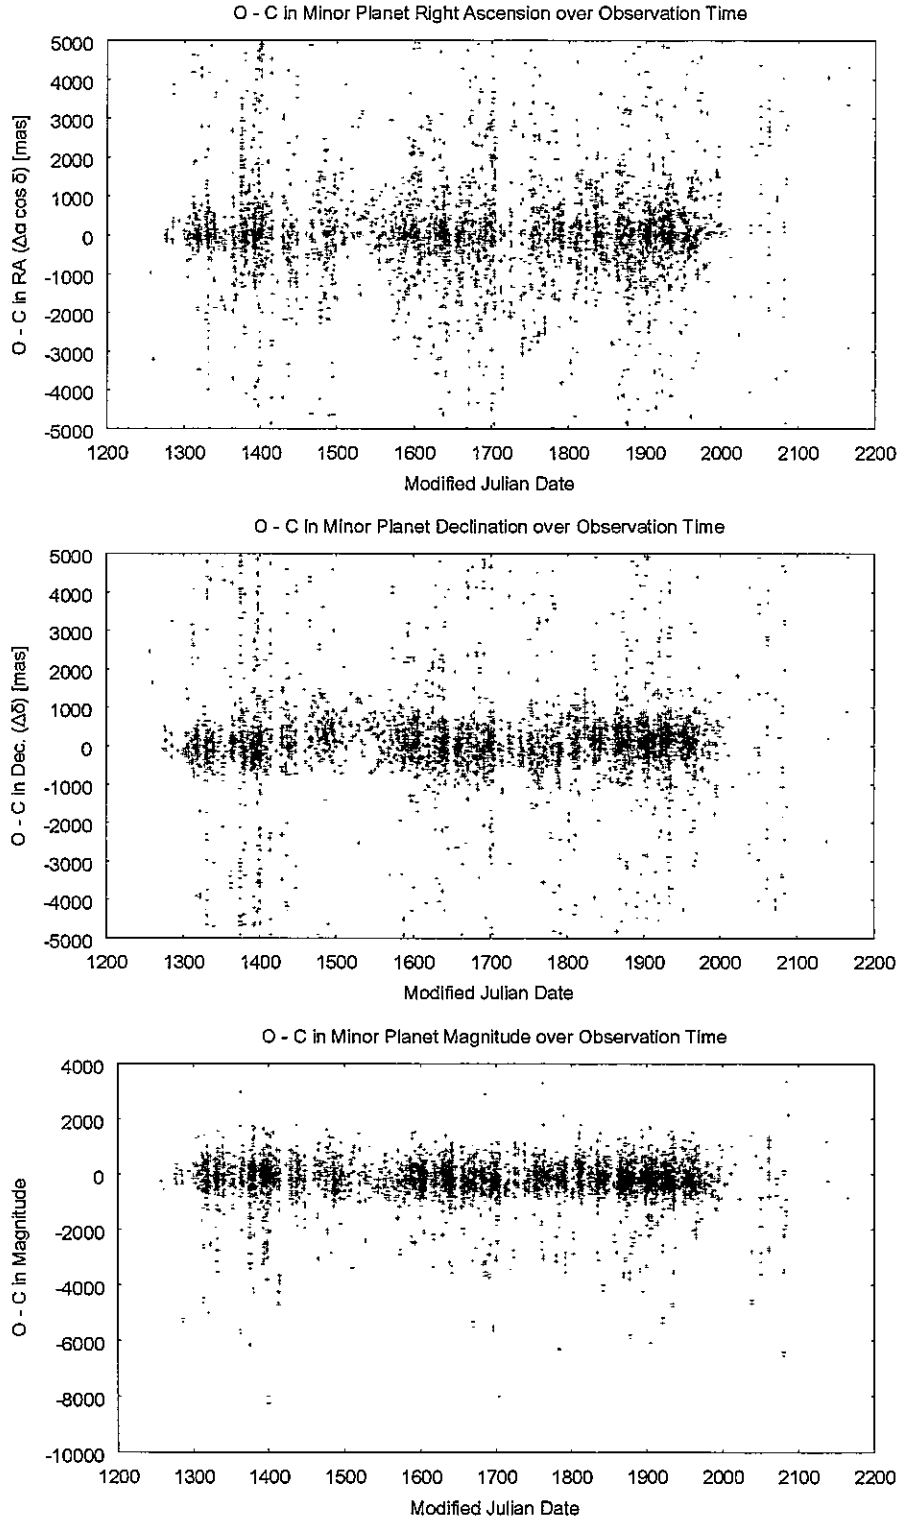 O - C in Minor Planet Right Ascension over Observation Time
5000
4000
3000
2000
1000
0
-1000
-2000
-3000
-4000
-5000
O - C in RA (Δα cos δ) [mas]
1200 1300 1400 1500 1600 1700 1800 1900 2000 2100 2200
Modified Julian Date
O - C in Minor Planet Declination over Observation Time
5000
4000
3000
2000
1000
0
-1000
-2000
-3000
-4000
-5000
O - C in Dec. (Δδ) [mas]
1200 1300 1400 1500 1600 1700 1800 1900 2000 2100 2200
Modified Julian Date
O - C in Minor Planet Magnitude over Observation Time
4000
2000
0
-2000
-4000
-6000
-8000
-10000
O - C in Magnitude
1200 1300 1400 1500 1600 1700 1800 1900 2000 2100 2200
Modified Julian Date